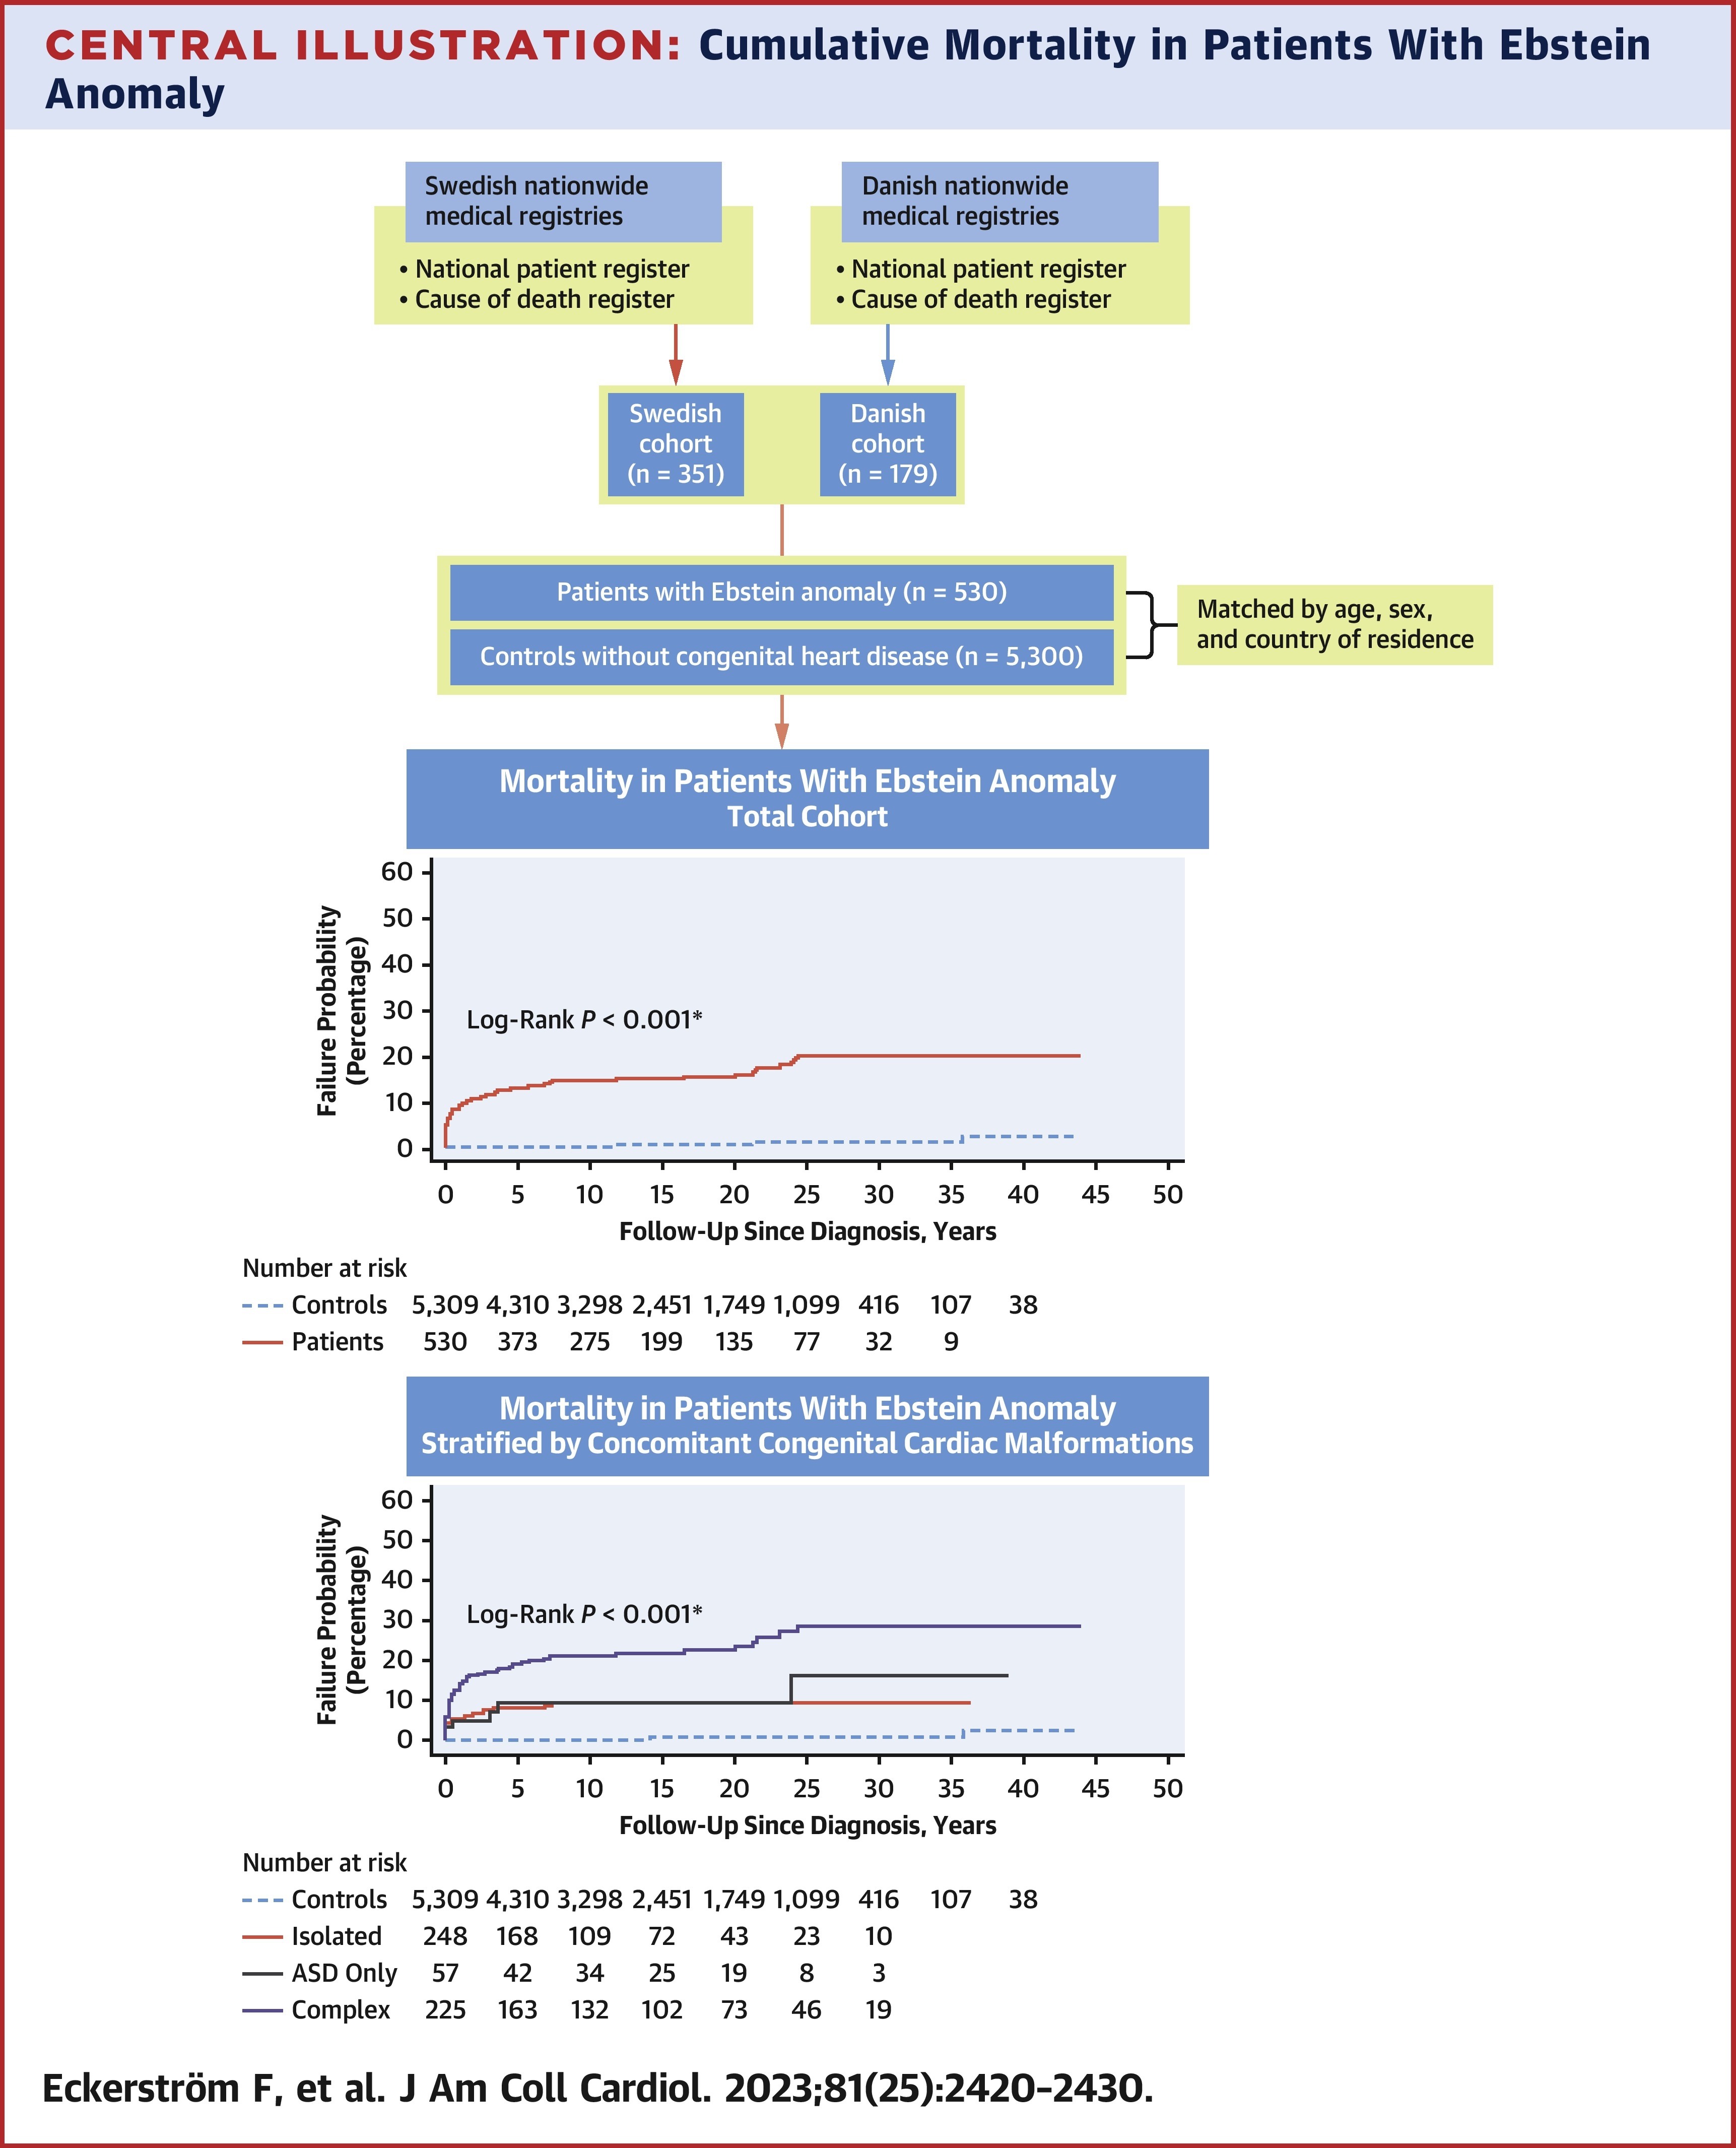 CENTRAL ILLUSTRATION: Cumulative Mortality in Patients With Ebstein
Anomaly
Swedish nationwide
medical registries
• National patient register
• Cause of death register
Danish nationwide
medical registries
• National patient register
• Cause of death register
Swedish
cohort
(n = 351)
Danish
cohort
(n = 179)
Patients with Ebstein anomaly (n = 530)
Controls without congenital heart disease (n = 5,300)
Matched by age, sex,
and country of residence
Mortality in Patients With Ebstein Anomaly
Total Cohort
Failure Probability
(Percentage)
60
50
40
30
20
10
0
Log-Rank P < 0.001*
0 5 10 15 20 25 30 35 40 45 50
Follow-Up Since Diagnosis, Years
Number at risk
Controls 5,309 4,310 3,298 2,451 1,749 1,099 416 107 38
Patients 530 373 275 199 135 77 32 9
Mortality in Patients With Ebstein Anomaly
Stratified by Concomitant Congenital Cardiac Malformations
Failure Probability
(Percentage)
60
50
40
30
20
10
0
Log-Rank P < 0.001*
0 5 10 15 20 25 30 35 40 45 50
Follow-Up Since Diagnosis, Years
Number at risk
Controls 5,309 4,310 3,298 2,451 1,749 1,099 416 107 38
Isolated 248 168 109 72 43 23 10
ASD Only 57 42 34 25 19 8 3
Complex 225 163 132 102 73 46 19
Eckerström F, et al. J Am Coll Cardiol. 2023;81(25):2420–2430.